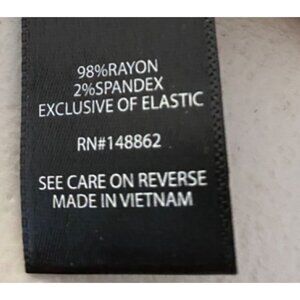 98%RAYON
2%SPANDEX
EXCLUSIVE OF ELASTIC
RN#148862
SEE CARE ON REVERSE
MADE IN VIETNAM